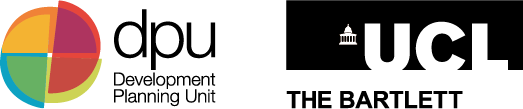 dpu
Development
Planning Unit
UCL
THE BARTLETT